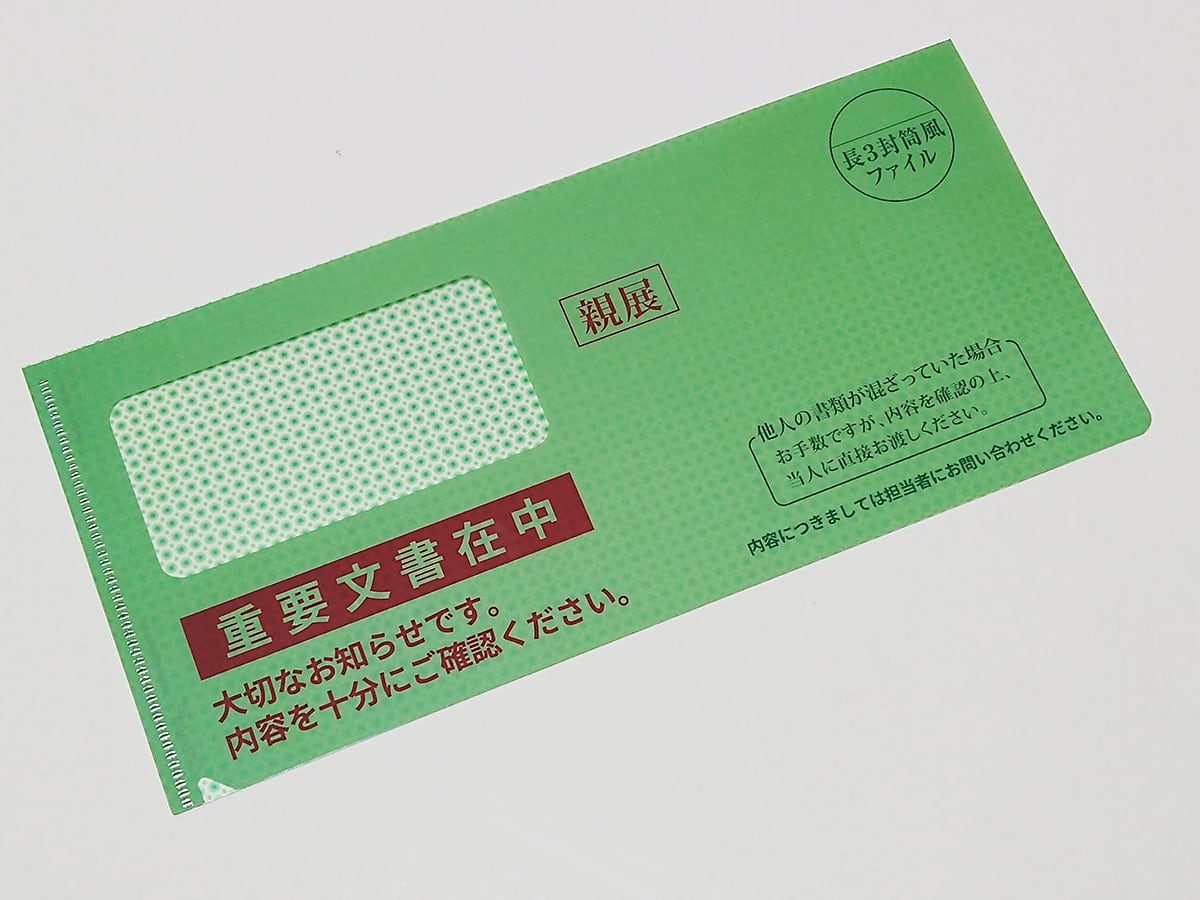 長3封筒風
ファイル
親展
他人の書類が混ざっていた場合
お手数ですが、内容を確認の上、
当人に直接お渡しください。
内容につきましては担当者にお問い合わせください。
重要文書在中
大切なお知らせです。
内容を十分にご確認ください。